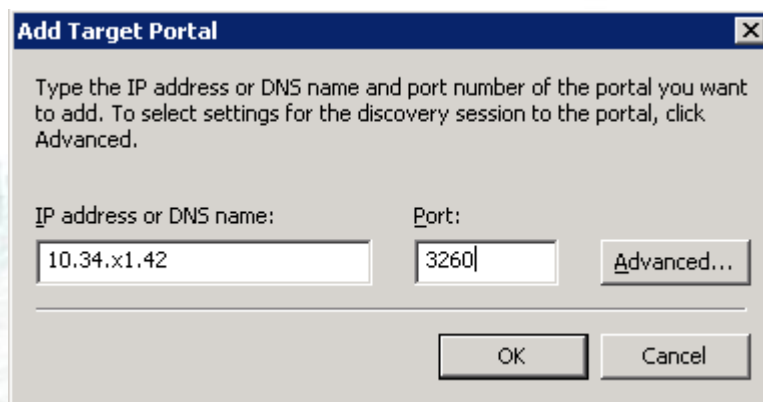 Add Target Portal
Type the IP address or DNS name and port number of the portal you want
to add. To select settings for the discovery session to the portal, click
Advanced.
IP address or DNS name: Port:
10.34.x1.42 3260 Advanced...
OK Cancel